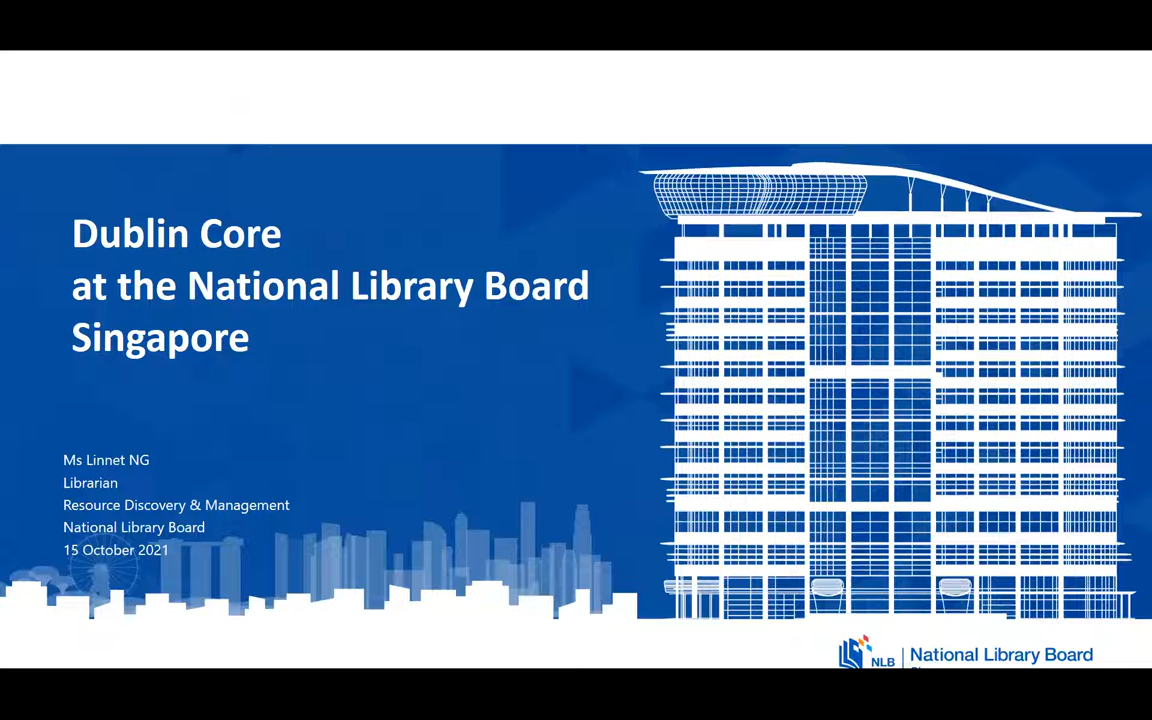 Dublin Core
at the National Library Board
Singapore
Ms Linnet NG
Librarian
Resource Discovery & Management
National Library Board
15 October 2021
NLB
National Library Board